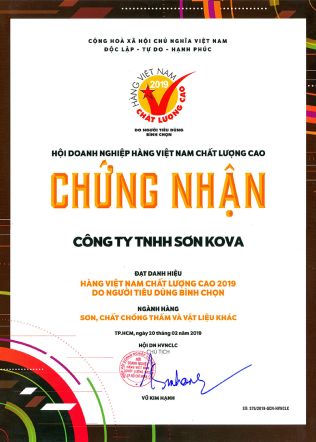 CỘNG HOÀ XÃ HỘI CHỦ NGHĨA VIỆT NAM
ĐỘC LẬP - TỰ DO - HẠNH PHÚC
HÀNG VIỆT NAM
2019
CHẤT LƯỢNG CAO
DO NGƯỜI TIÊU DÙNG
BÌNH CHỌN
HỘI DOANH NGHIỆP HÀNG VIỆT NAM CHẤT LƯỢNG CAO
CHỨNG NHẬN
CÔNG TY TNHH SƠN KOVA
ĐẠT DANH HIỆU
HÀNG VIỆT NAM CHẤT LƯỢNG CAO 2019
DO NGƯỜI TIÊU DÙNG BÌNH CHỌN
NGÀNH HÀNG
SƠN, CHẤT CHỐNG THẤM VÀ VẬT LIỆU KHÁC
TP.HCM, ngày 20 tháng 02 năm 2019
HỘI DN HVNCLC
CHỦ TỊCH
VŨ KIM HẠNH
SỐ: 315/2019-GCN-HVNCLC